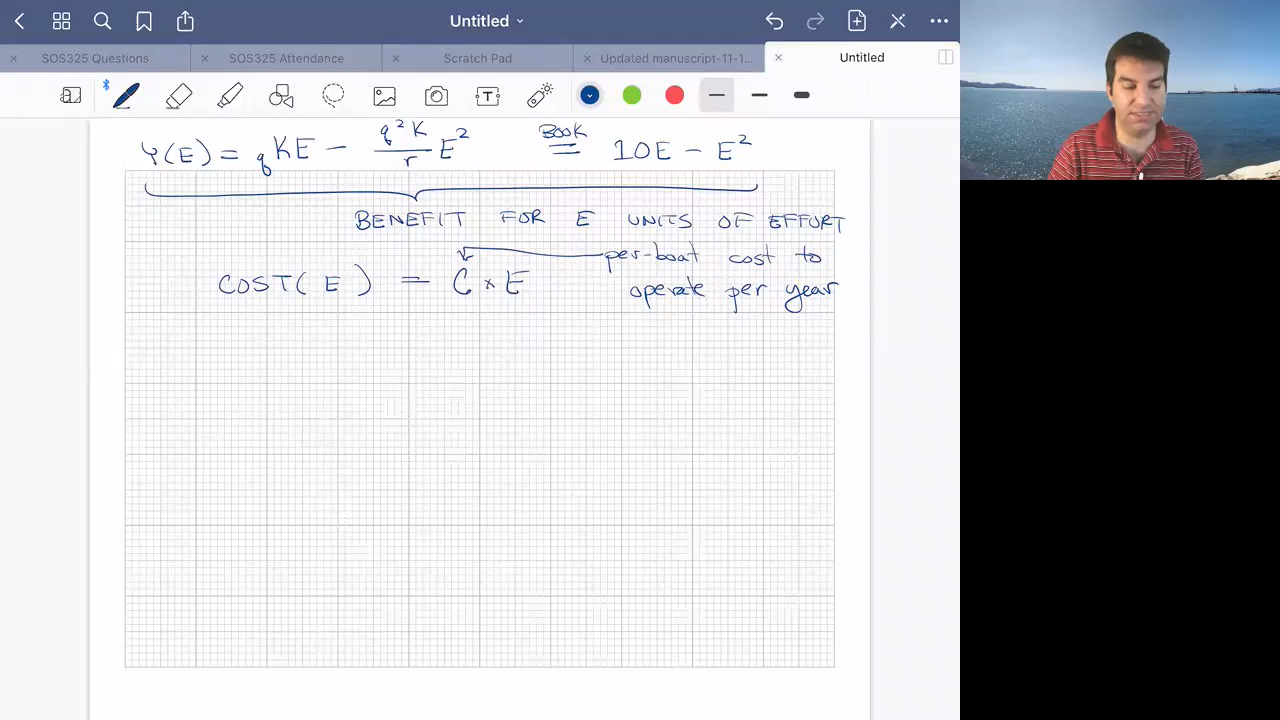 Untitled
SOS325 Questions
SOS325 Attendance
Scratch Pad
Updated manuscript-11-1...
Untitled
Y(E) = qKE − q²K/r E² BOOK = 10E − E²
BENEFIT FOR E UNITS OF EFFORT
per-boat cost to
COST(E) = C × E operate per year